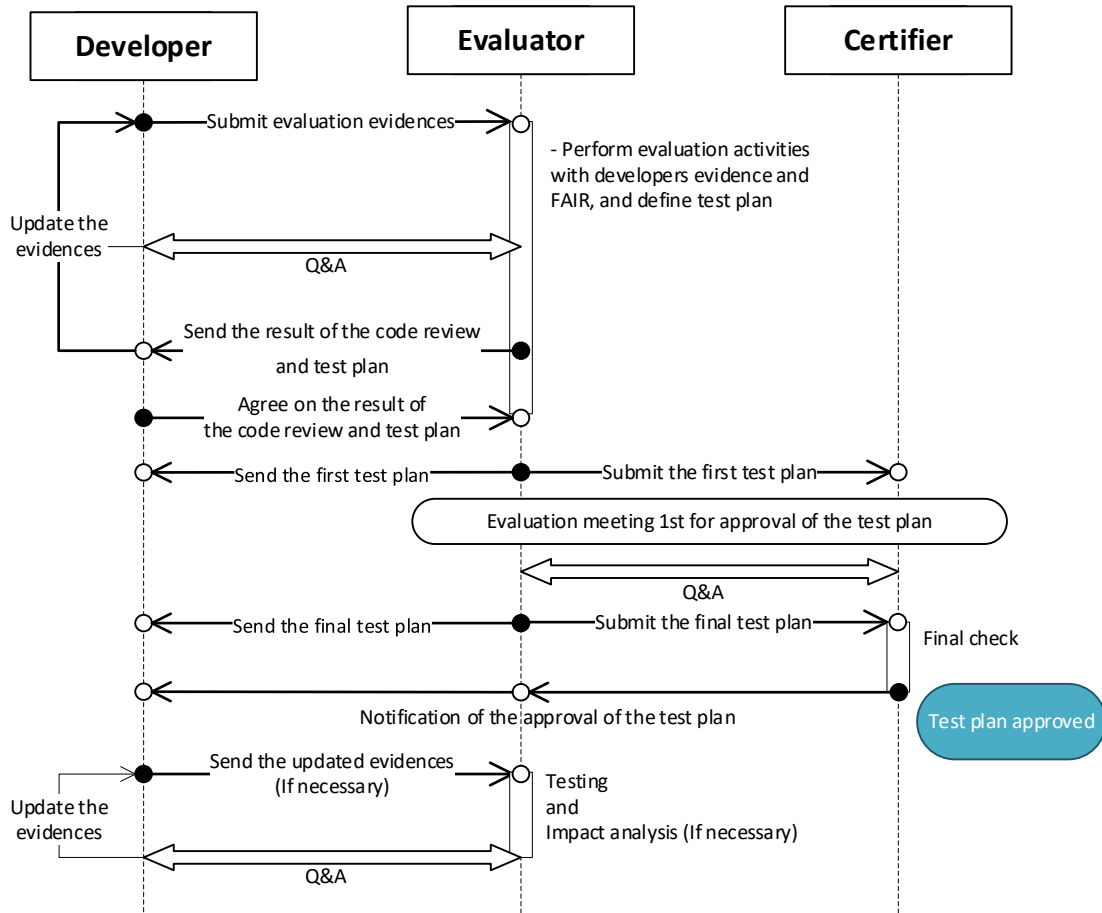 Developer
Evaluator
Certifier
Submit evaluation evidences
- Perform evaluation activities
with developers evidence and
FAIR, and define test plan
Update the
evidences
Q&A
Send the result of the code review
and test plan
Agree on the result of
the code review and test plan
Send the first test plan
Submit the first test plan
Evaluation meeting 1st for approval of the test plan
Q&A
Send the final test plan
Submit the final test plan
Final check
Notification of the approval of the test plan
Test plan approved
Send the updated evidences
(If necessary)
Testing
and
Impact analysis (If necessary)
Update the
evidences
Q&A